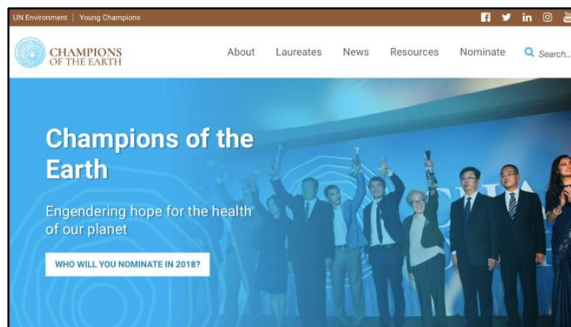 UN Environment | Young Champions
CHAMPIONS
OF THE EARTH
About Laureates News Resources Nominate Search...
Champions of the
Earth
Engendering hope for the health
of our planet
WHO WILL YOU NOMINATE IN 2018?